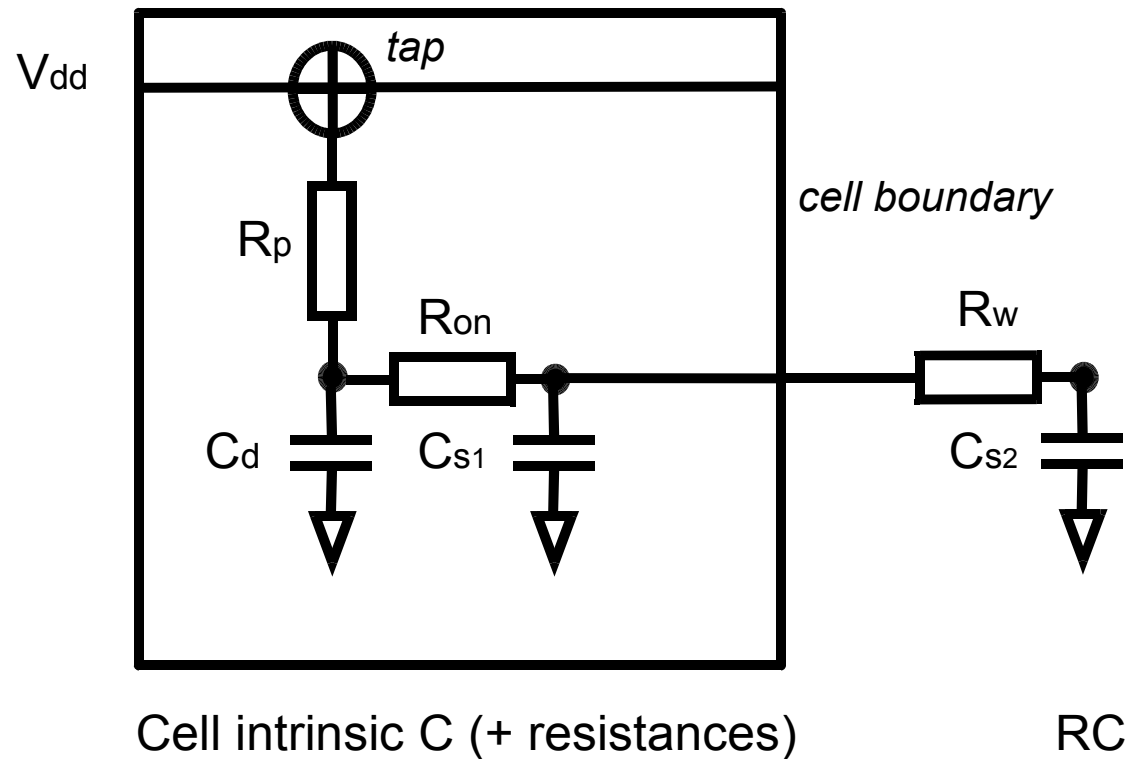 tap
Vdd
cell boundary
Rp
Ron
Rw
Cd
Cs1
Cs2
Cell intrinsic C (+ resistances)
RC